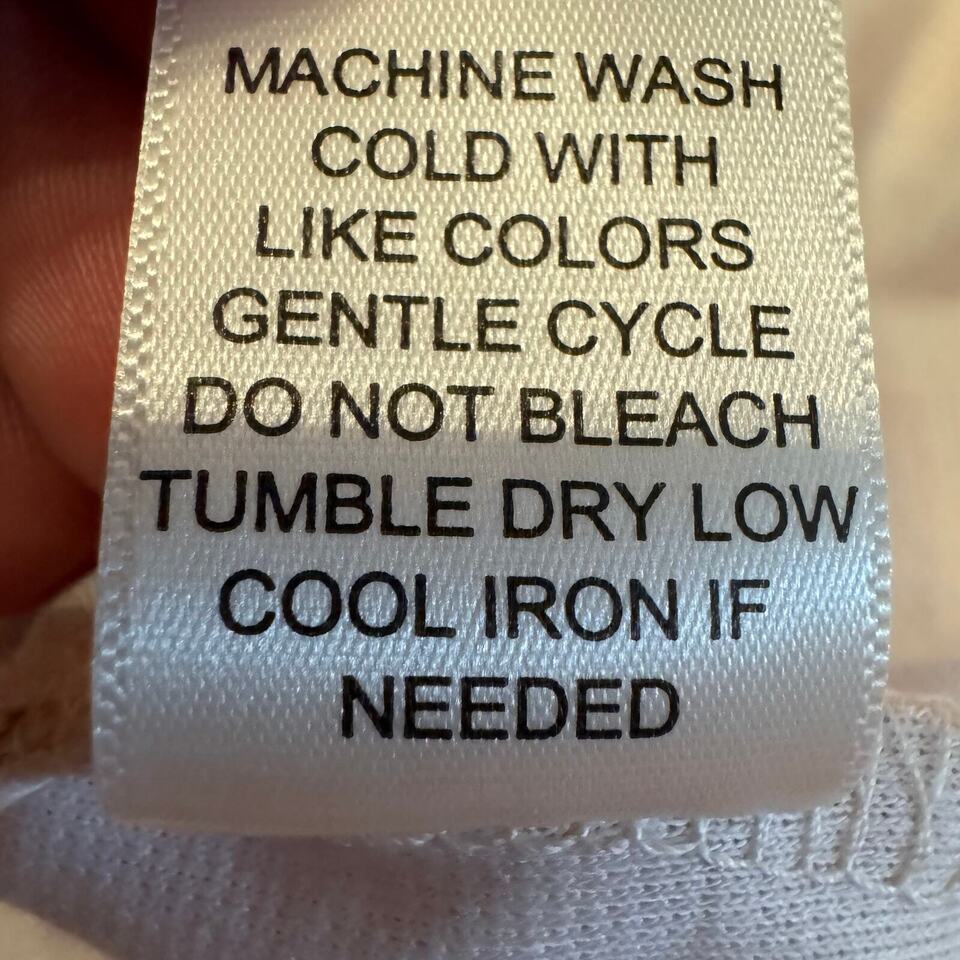 MACHINE WASH
COLD WITH
LIKE COLORS
GENTLE CYCLE
DO NOT BLEACH
TUMBLE DRY LOW
COOL IRON IF
NEEDED